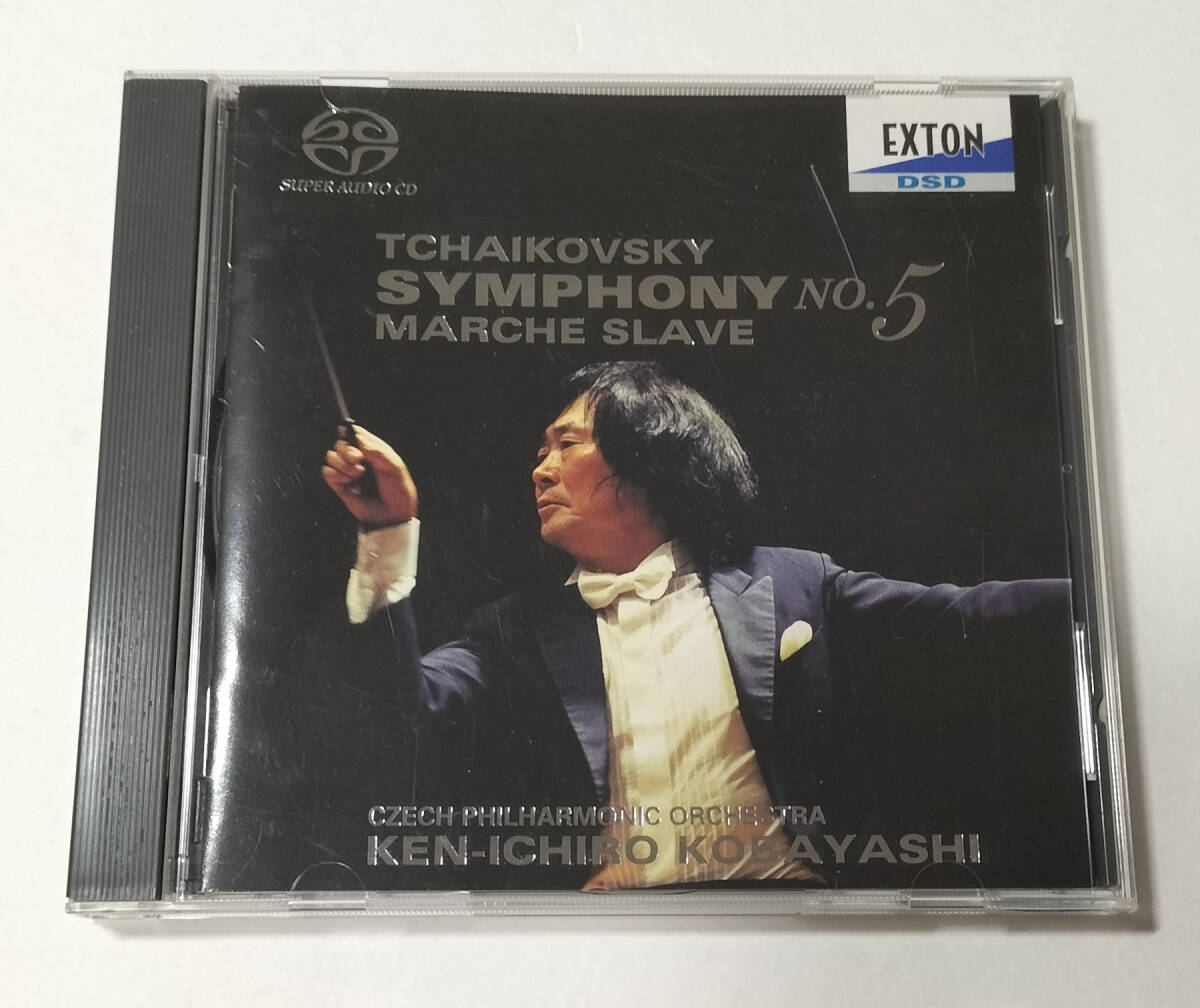 SUPER AUDIO CD
EXTON
DSD
TCHAIKOVSKY
SYMPHONY NO.5
MARCHE SLAVE
CZECH PHILHARMONIC ORCHESTRA
KEN-ICHIRO KOBAYASHI